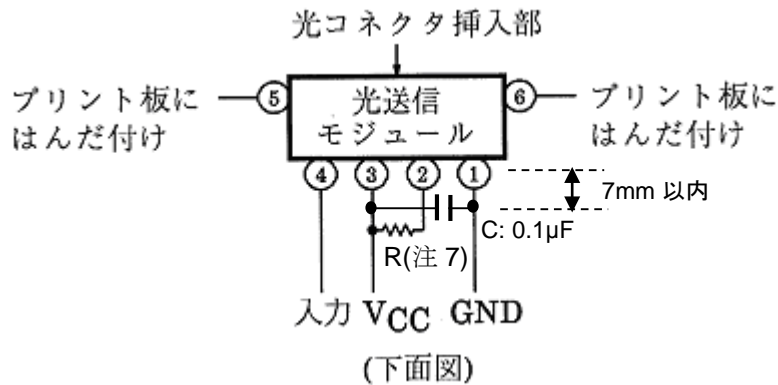 光コネクタ挿入部
プリント板に
はんだ付け
⑤
光送信
モジュール
⑥
プリント板に
はんだ付け
④ ③ ② ①
7mm 以内
C: 0.1µF
R(注 7)
入力 VCC GND
(下面図)